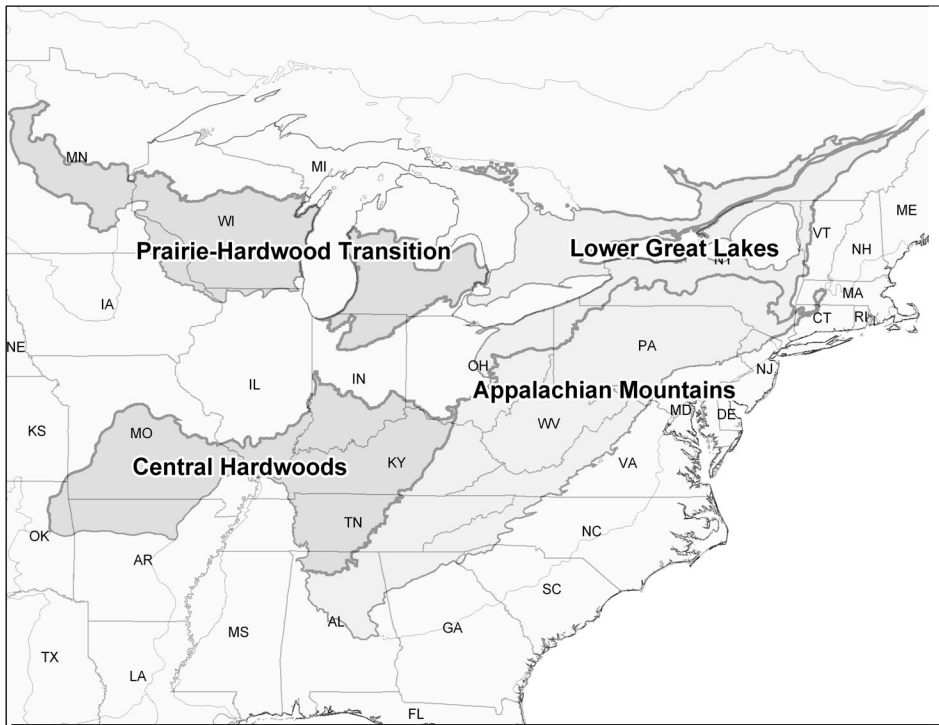 MN
MI
ME
WI
VT
Prairie-Hardwood Transition
Lower Great Lakes
NH
NY
MA
IA
CT
RI
NE
PA
OH
IN
IL
NJ
Appalachian Mountains
MD
DE
KS
MO
WV
Central Hardwoods
KY
VA
TN
OK
NC
AR
SC
MS
AL
GA
TX
LA
FL